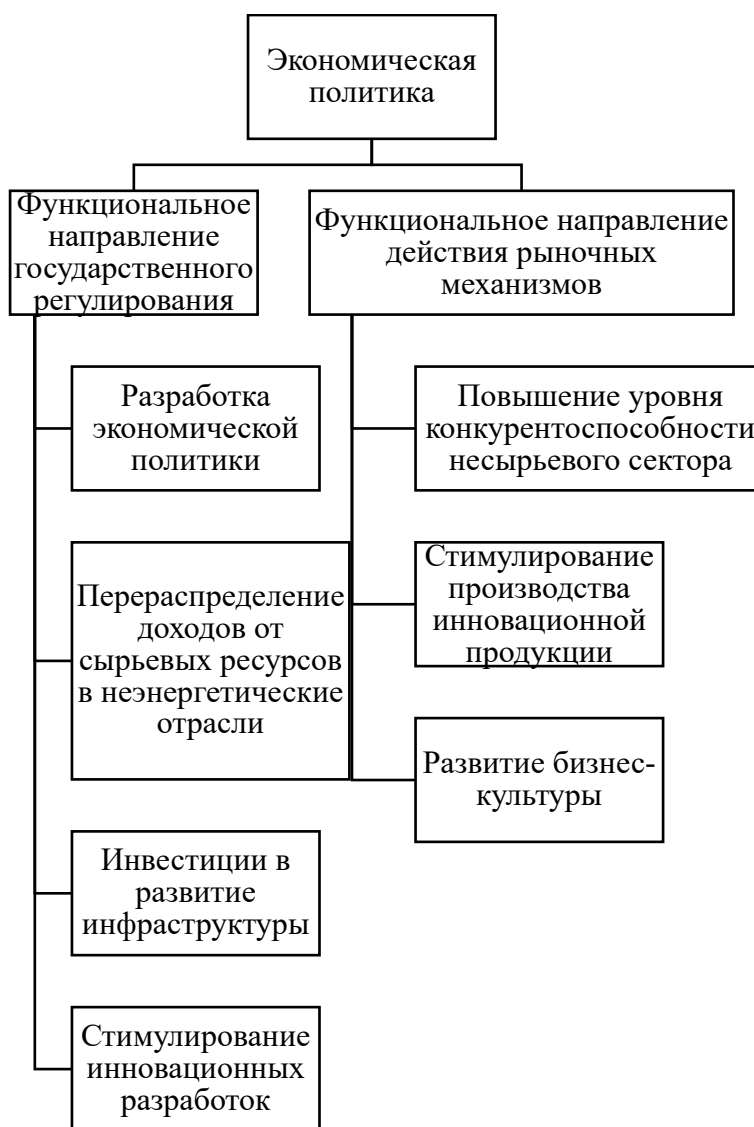 Экономическая
политика
Функциональное
направление
государственного
регулирования
Функциональное направление
действия рыночных
механизмов
Разработка
экономической
политики
Перераспределение
доходов от
сырьевых ресурсов
в неэнергетические
отрасли
Инвестиции в
развитие
инфраструктуры
Стимулирование
инновационных
разработок
Повышение уровня
конкурентоспособности
несырьевого сектора
Стимулирование
производства
инновационной
продукции
Развитие бизнес-
культуры